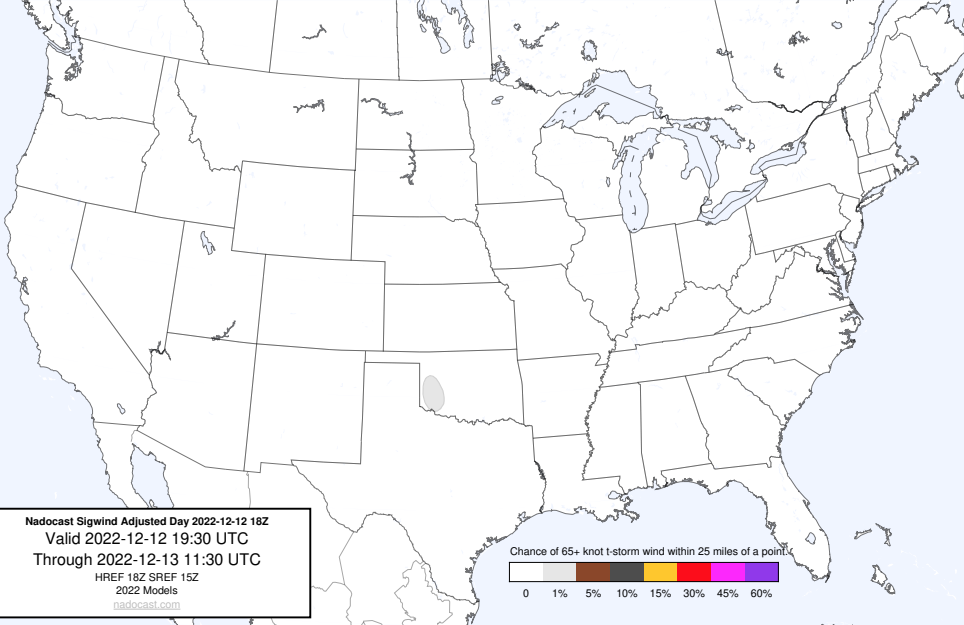 Nadocast Sigwind Adjusted Day 2022-12-12 18Z
Valid 2022-12-12 19:30 UTC
Through 2022-12-13 11:30 UTC
HREF 18Z SREF 15Z
2022 Models
nadocast.com
Chance of 65+ knot t-storm wind within 25 miles of a point.
0 1% 5% 10% 15% 30% 45% 60%